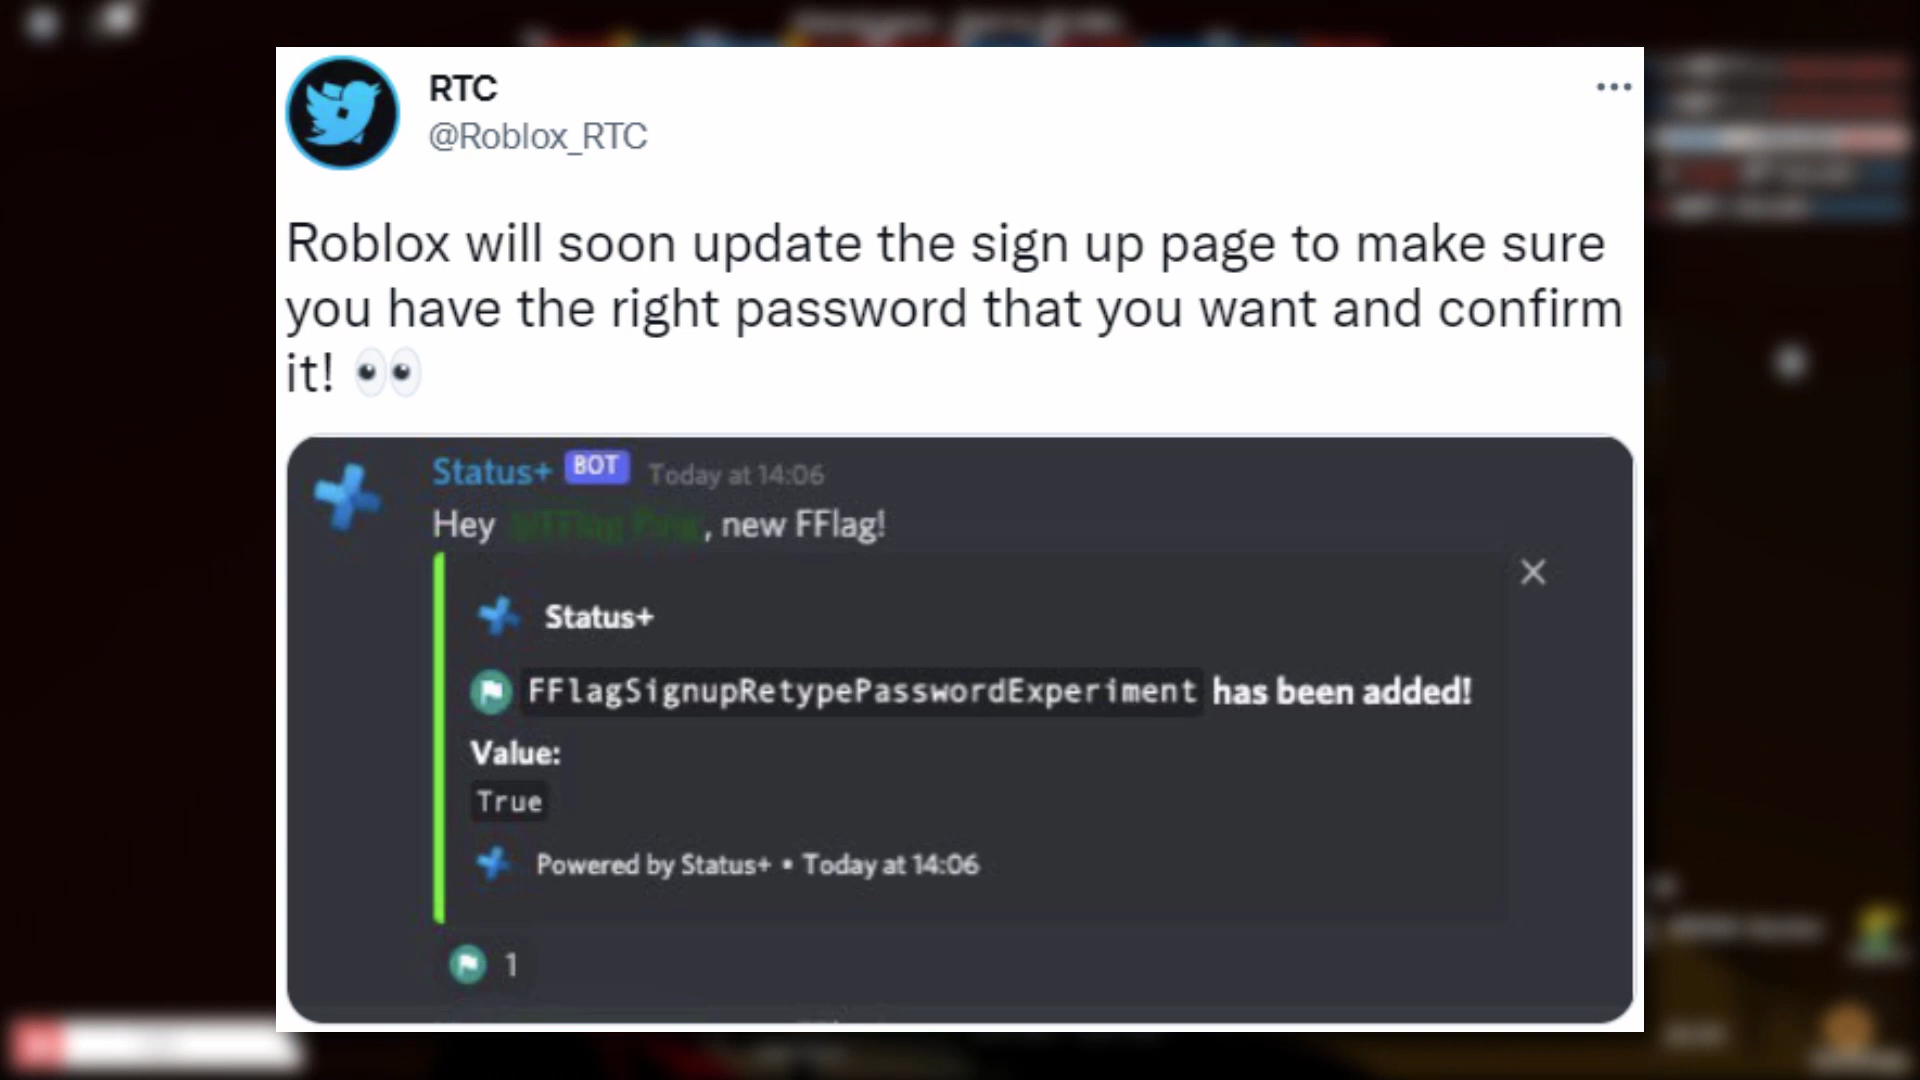 RTC
@Roblox_RTC
Roblox will soon update the sign up page to make sure
you have the right password that you want and confirm
it! 👀
Status+ BOT Today at 14:06
Hey , new FFlag!
Status+
FFlagSignupRetypePasswordExperiment has been added!
Value:
True
Powered by Status+ • Today at 14:06
1